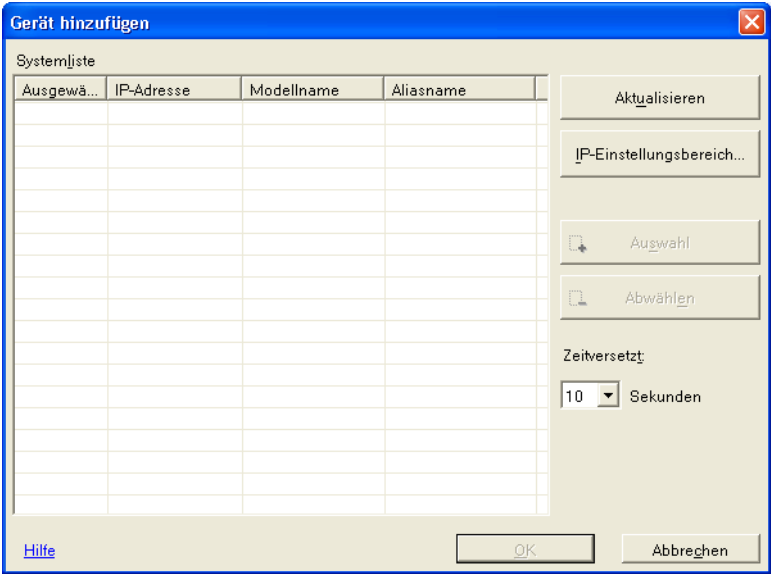 Gerät hinzufügen
Systemliste
Ausgewä... IP-Adresse Modellname Aliasname
Aktualisieren
IP-Einstellungsbereich...
Auswahl
Abwählen
Zeitversetzt:
10 Sekunden
Hilfe OK Abbrechen